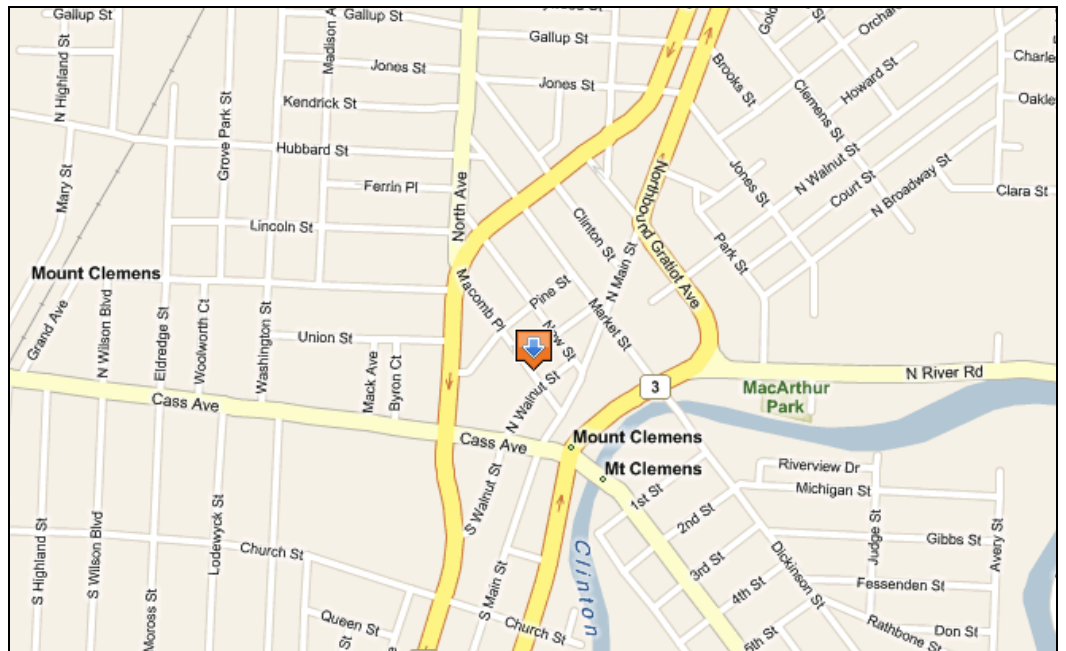 Gallup St
Gallup St
Gallup St
N Highland St
Madison A
Jones St
Jones St
Kendrick St
Grove Park St
Hubbard St
Ferrin Pl
Mary St
Lincoln St
North Ave
Brooks St
Clemens St
Howard St
Orchar
Gold
St
Charle
Oakle
Jones St
N Walnut St
Court St
N Broadway St
Clara St
Northbound Gratiot Ave
Clinton St
Park St
N Main St
Mount Clemens
Grand Ave
N Wilson Blvd
Eldredge St
Woolworth Ct
Washington St
Macomb Pl
Pine St
New St
Market St
Union St
Mack Ave
Byron Ct
N Walnut St
3
N River Rd
MacArthur
Park
Cass Ave
Cass Ave
Mount Clemens
Mt Clemens
S Walnut St
1st St
2nd St
3rd St
4th St
5th St
Riverview Dr
Michigan St
Judge St
Gibbs St
Avery St
Dickinson St
Fessenden St
Rathbone St
Don St
S Highland St
S Wilson Blvd
Moross St
Lodewyck St
Church St
Queen St
St
S Main St
Church St
Clinton